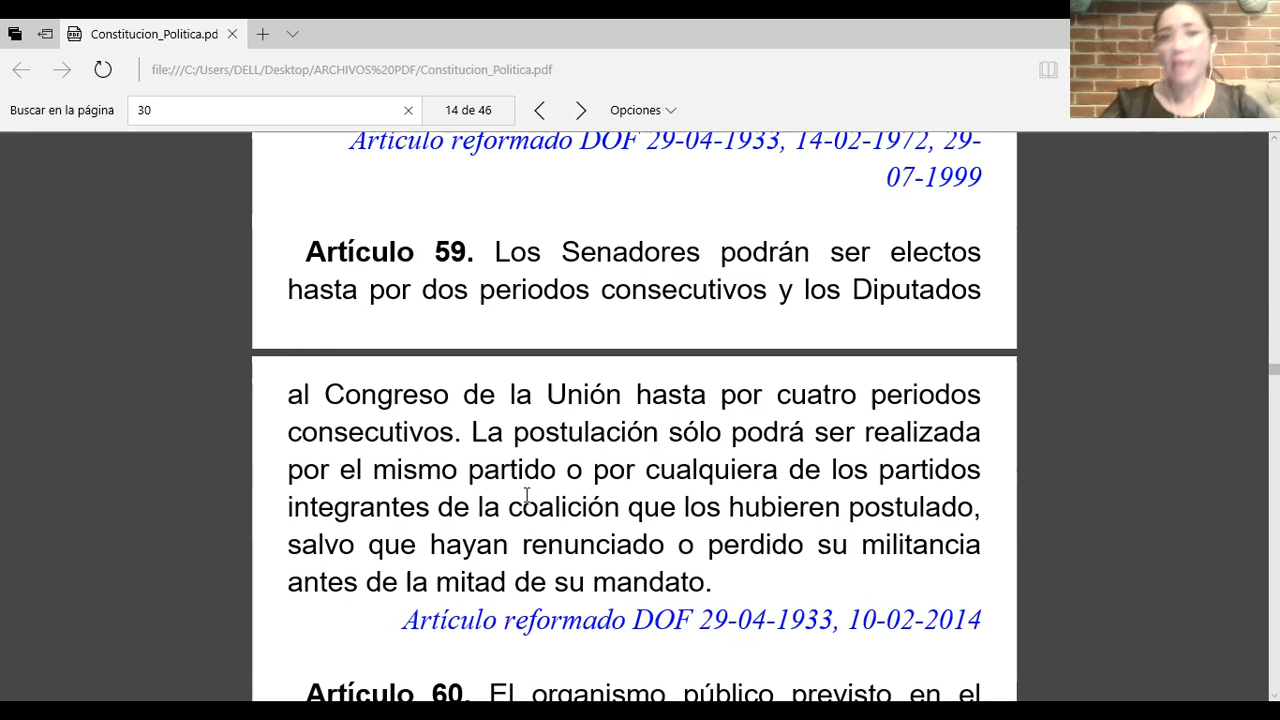 Constitucion_Politica.pd
file:///C:/Users/DELL/Desktop/ARCHIVOS%20PDF/Constitucion_Politica.pdf
Buscar en la página 30 14 de 46 Opciones
Artículo reformado DOF 29-04-1933, 14-02-1972, 29-
07-1999
Artículo 59. Los Senadores podrán ser electos
hasta por dos periodos consecutivos y los Diputados
al Congreso de la Unión hasta por cuatro periodos
consecutivos. La postulación sólo podrá ser realizada
por el mismo partido o por cualquiera de los partidos
integrantes de la coalición que los hubieren postulado,
salvo que hayan renunciado o perdido su militancia
antes de la mitad de su mandato.
Artículo reformado DOF 29-04-1933, 10-02-2014
Artículo 60. El organismo público previsto en el